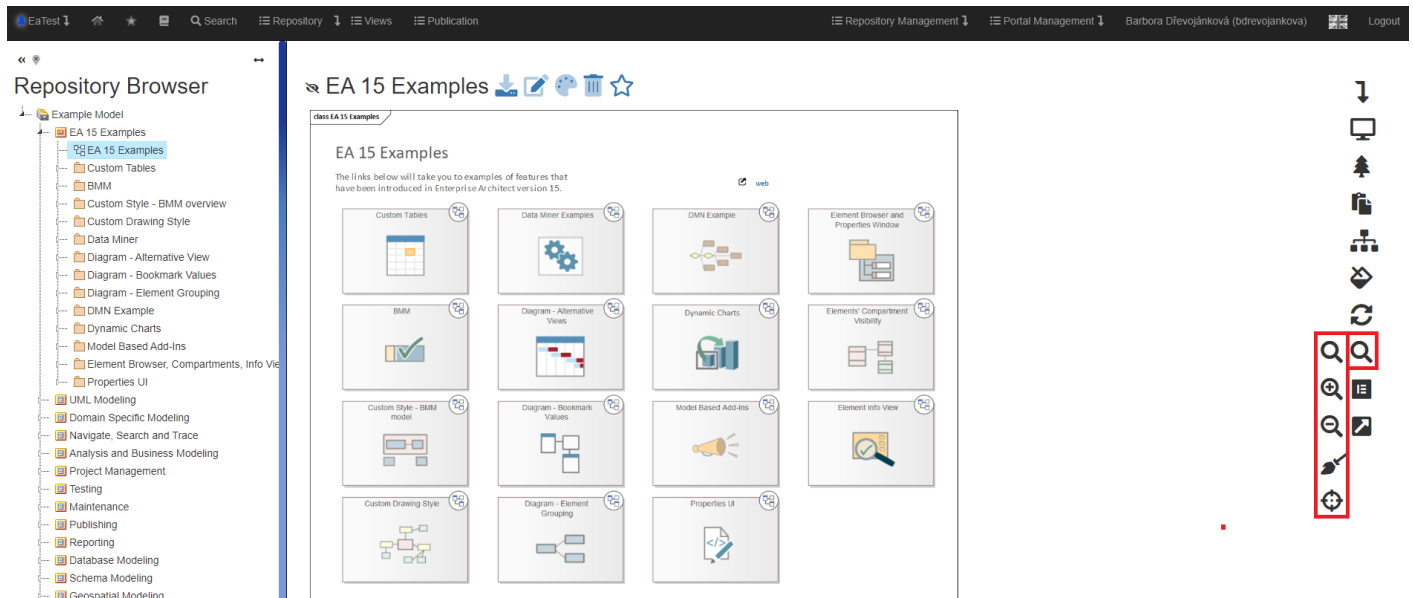 EaTest Search Repository Views Publication Repository Management Portal Management Barbora Dřevojánková (bdrevojankova) Logout
Repository Browser
Example Model
EA 15 Examples
EA 15 Examples
Custom Tables
BMM
Custom Style - BMM overview
Custom Drawing Style
Data Miner
Diagram - Alternative View
Diagram - Bookmark Values
Diagram - Element Grouping
DMN Example
Dynamic Charts
Model Based Add-Ins
Element Browser, Compartments, Info Vie
Properties UI
UML Modeling
Domain Specific Modeling
Navigate, Search and Trace
Analysis and Business Modeling
Project Management
Testing
Maintenance
Publishing
Reporting
Database Modeling
Schema Modeling
Geospatial Modeling
EA 15 Examples
class EA 15 Examples
EA 15 Examples
The links below will take you to examples of features that
have been introduced in Enterprise Architect version 15.
web
Custom Tables
Data Miner Examples
DMN Example
Element Browser and
Properties Window
BMM
Diagram - Alternative
Views
Dynamic Charts
Elements' Compartment
Visibility
Custom Style - BMM
model
Diagram - Bookmark
Values
Model Based Add-Ins
Element Info View
Custom Drawing Style
Diagram - Element
Grouping
Properties UI